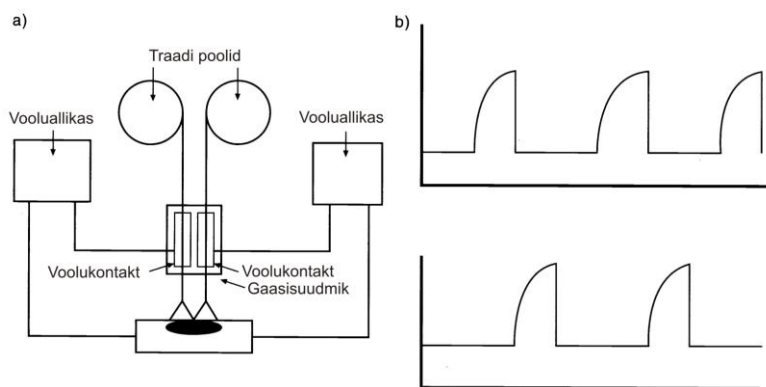 a)
Traadi poolid
Vooluallikas
Vooluallikas
Voolukontakt
Voolukontakt
Gaasisuudmik
b)